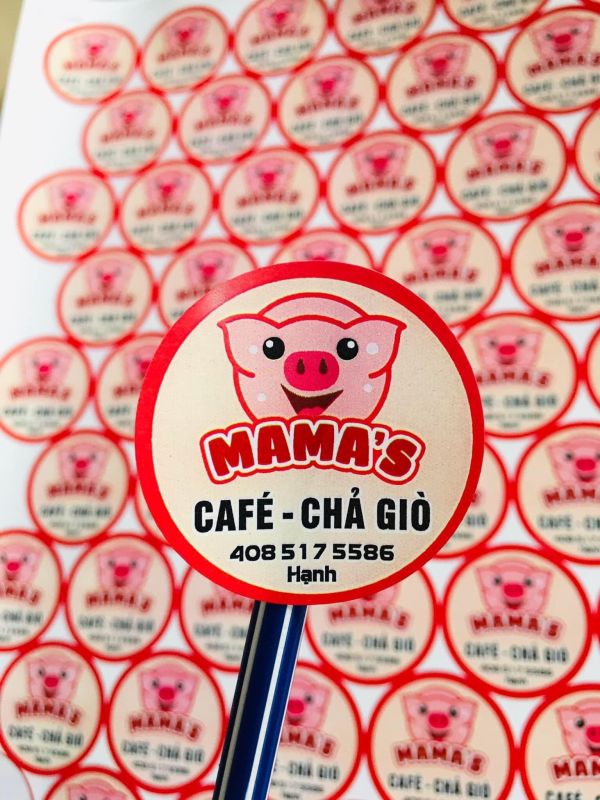 MAMA'S
CAFÉ - CHẢ GIÒ
408 517 5586
Hạnh